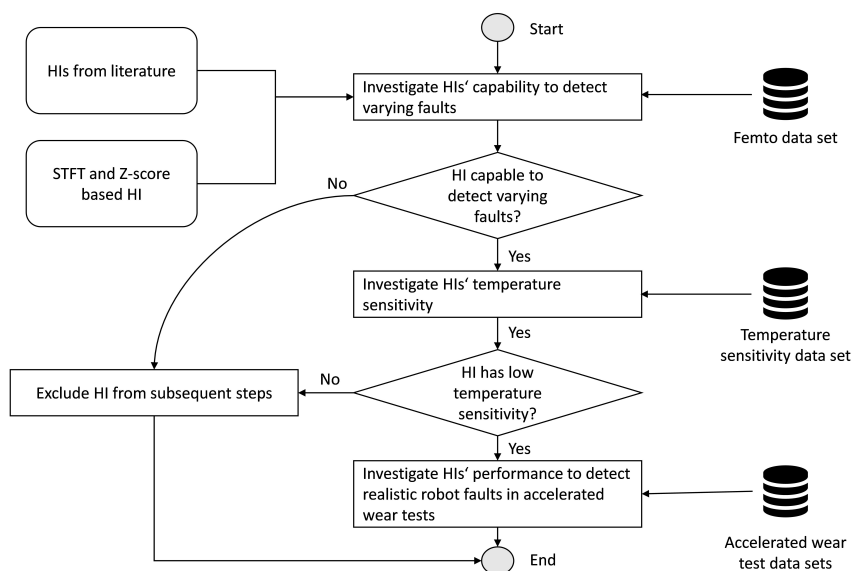 Start
HIs from literature
Investigate HIs‘ capability to detect
varying faults
Femto data set
STFT and Z-score
based HI
HI capable to
detect varying
faults?
No
Yes
Investigate HIs‘ temperature
sensitivity
Temperature
sensitivity data set
Yes
HI has low
temperature
sensitivity?
No
Exclude HI from subsequent steps
Yes
Investigate HIs‘ performance to detect
realistic robot faults in accelerated
wear tests
Accelerated wear
test data sets
End